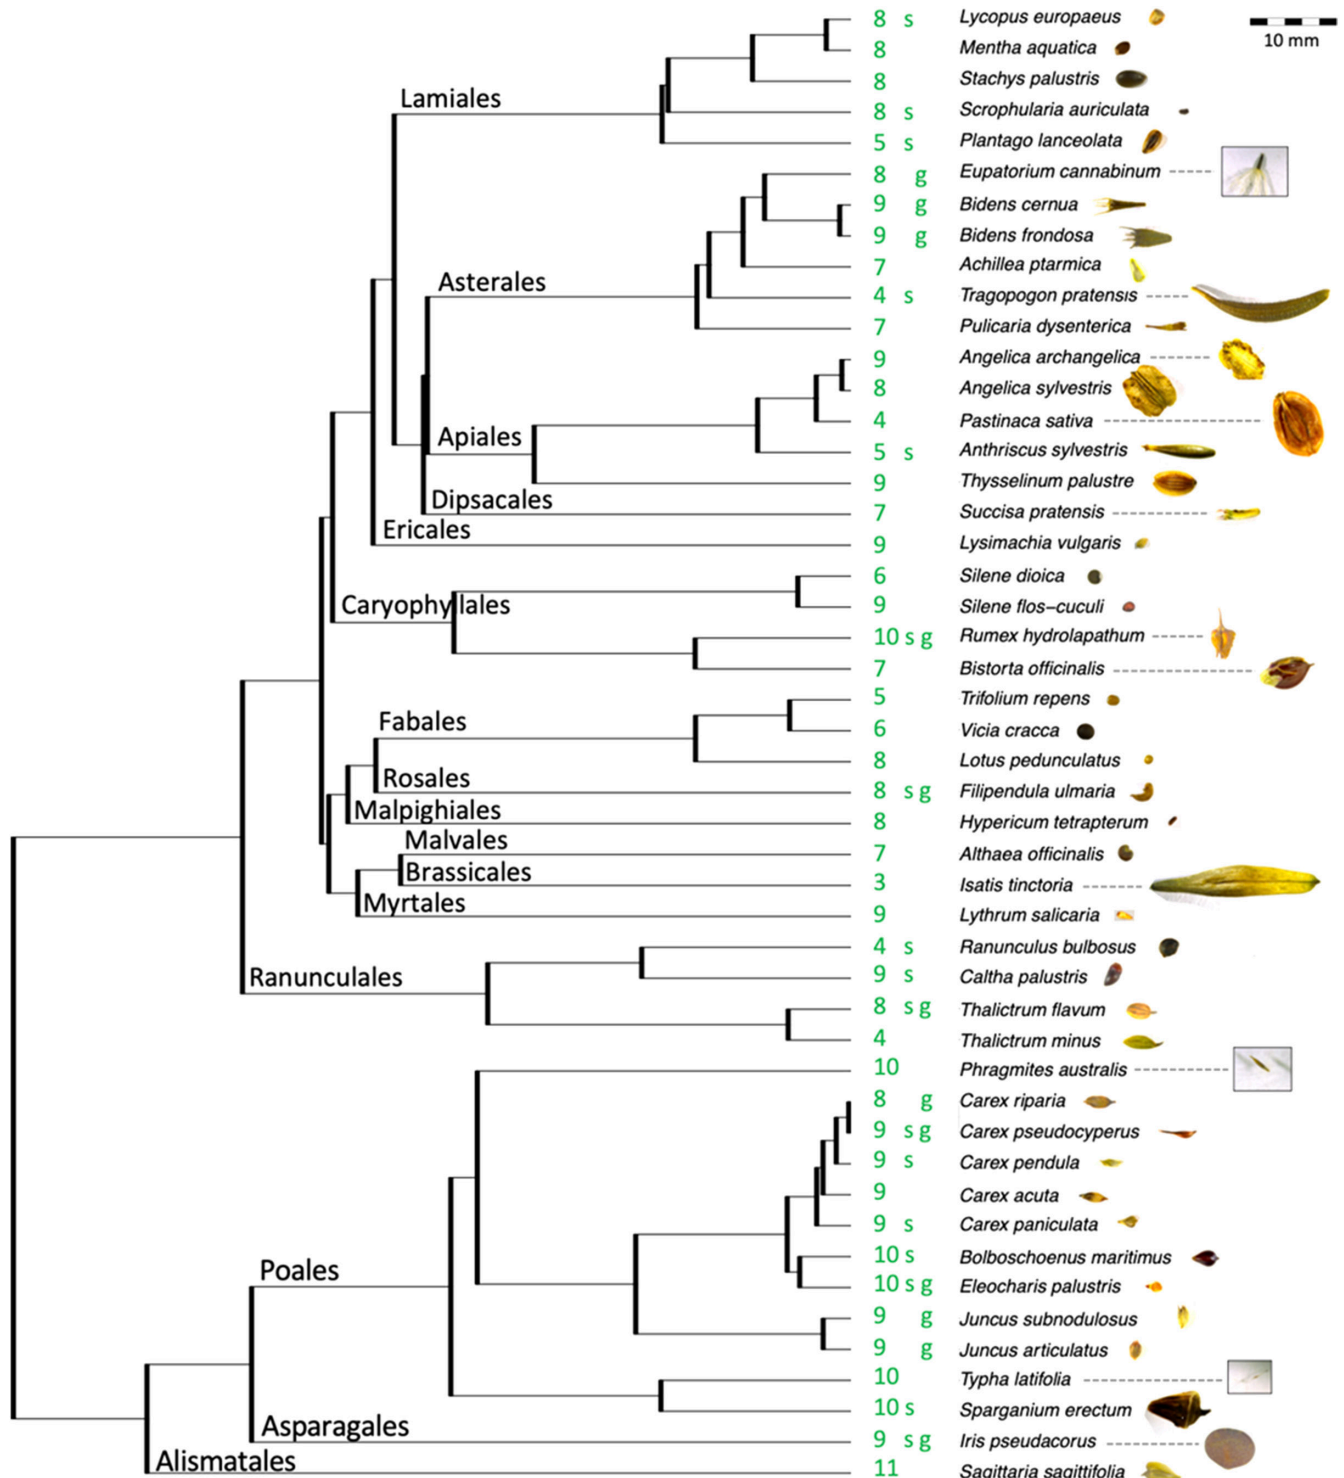 8 s Lycopus europaeus
10 mm
8 Mentha aquatica
8 Stachys palustris
Lamiales
8 s Scrophularia auriculata
5 s Plantago lanceolata
8 g Eupatorium cannabinum
9 g Bidens cernua
9 g Bidens frondosa
7 Achillea ptarmica
Asterales
4 s Tragopogon pratensis
7 Pulicaria dysenterica
9 Angelica archangelica
8 Angelica sylvestris
4 Pastinaca sativa
Apiales
5 s Anthriscus sylvestris
9 Thysselinum palustre
Dipsacales
7 Succisa pratensis
Ericales
9 Lysimachia vulgaris
6 Silene dioica
Caryophyllales
9 Silene flos–cuculi
10 s g Rumex hydrolapathum
7 Bistorta officinalis
5 Trifolium repens
Fabales
6 Vicia cracca
8 Lotus pedunculatus
Rosales
8 s g Filipendula ulmaria
Malpighiales
8 Hypericum tetrapterum
Malvales
7 Althaea officinalis
Brassicales
3 Isatis tinctoria
Myrtales
9 Lythrum salicaria
4 s Ranunculus bulbosus
Ranunculales
9 s Caltha palustris
8 s g Thalictrum flavum
4 Thalictrum minus
10 Phragmites australis
8 g Carex riparia
9 s g Carex pseudocyperus
9 s Carex pendula
9 Carex acuta
9 s Carex paniculata
10 s Bolboschoenus maritimus
Poales
10 s g Eleocharis palustris
9 g Juncus subnodulosus
9 g Juncus articulatus
10 Typha latifolia
10 s Sparganium erectum
Asparagales
9 s g Iris pseudacorus
Alismatales
11 Sagittaria sagittifolia